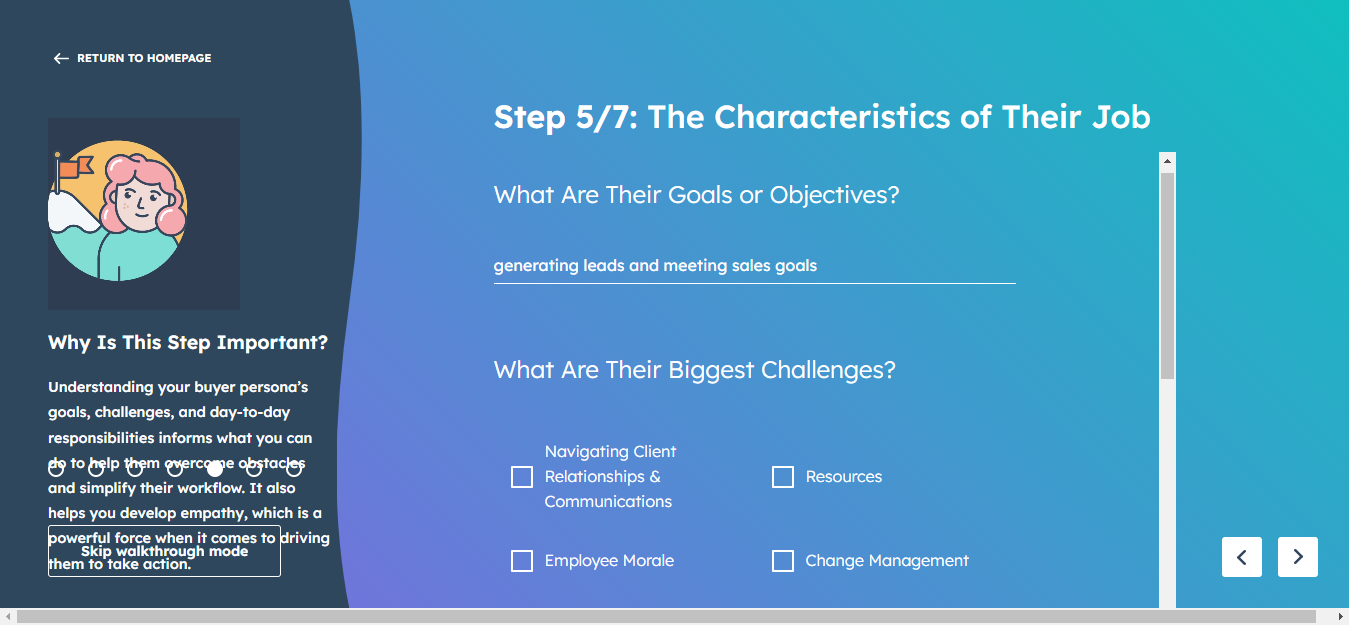 RETURN TO HOMEPAGE
Why Is This Step Important?
Understanding your buyer persona's
goals, challenges, and day-to-day
responsibilities informs what you can
do to help them overcome obstacles
and simplify their workflow. It also
helps you develop empathy, which is a
powerful force when it comes to driving
them to take action.
Skip walkthrough mode
Step 5/7: The Characteristics of Their Job
What Are Their Goals or Objectives?
generating leads and meeting sales goals
What Are Their Biggest Challenges?
Navigating Client
Relationships &
Communications
Resources
Employee Morale
Change Management